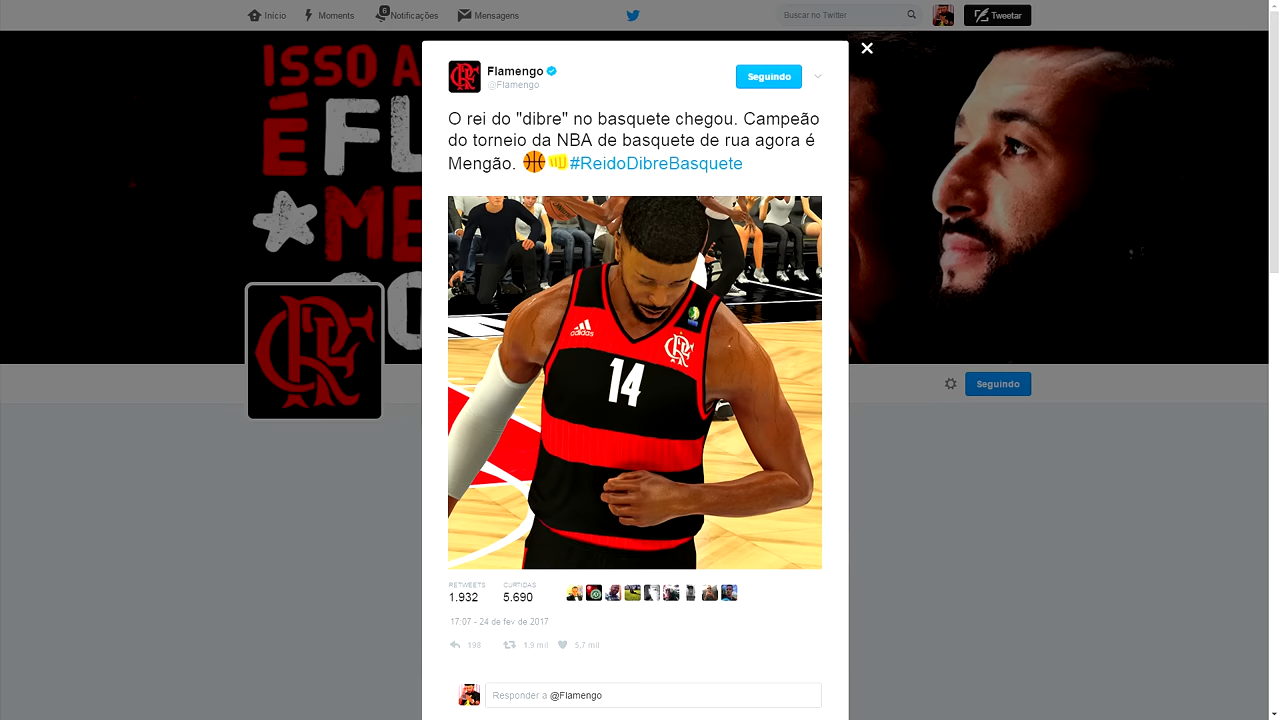 Início Moments 6 Notificações Mensagens Buscar no Twitter Tweetar
ISSO A
É FL
ME
Flamengo
@Flamengo
Seguindo
O rei do "dibre" no basquete chegou. Campeão
do torneio da NBA de basquete de rua agora é
Mengão. #ReidoDibreBasquete
adidas
14
RETWEETS CURTIDAS
1.932 5.690
17:07 - 24 de fev de 2017
198 1,9 mil 5,7 mil
Responder a @Flamengo
Seguindo